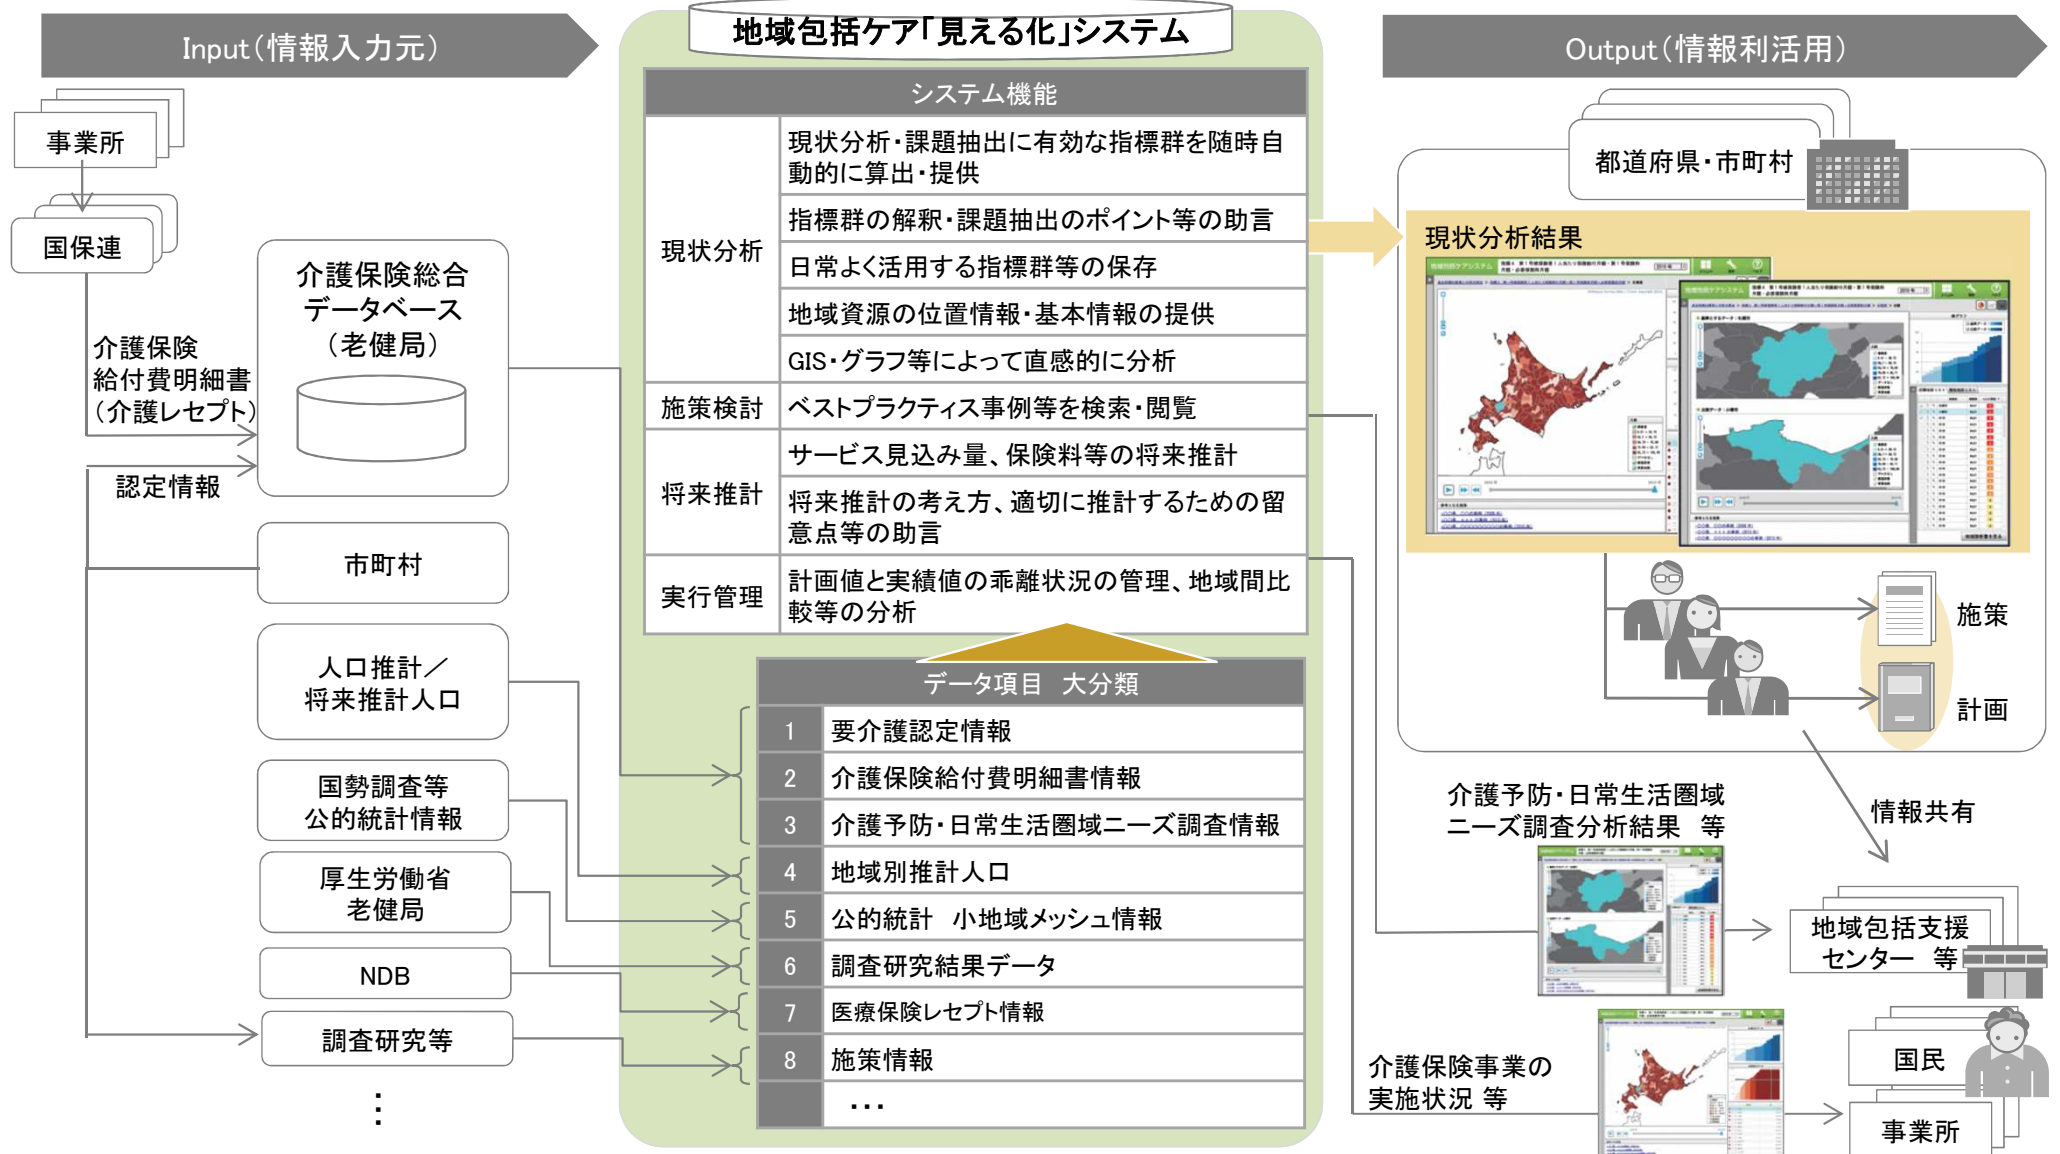 Input(情報入力元)
事業所
国保連
介護保険
給付費明細書
(介護レセプト)
認定情報
介護保険総合
データベース
(老健局)
市町村
人口推計/
将来推計人口
国勢調査等
公的統計情報
厚生労働省
老健局
NDB
調査研究等
⋮
地域包括ケア「見える化」システム
システム機能
現状分析
現状分析・課題抽出に有効な指標群を随時自
動的に算出・提供
指標群の解釈・課題抽出のポイント等の助言
日常よく活用する指標群等の保存
地域資源の位置情報・基本情報の提供
GIS・グラフ等によって直感的に分析
施策検討
ベストプラクティス事例等を検索・閲覧
将来推計
サービス見込み量、保険料等の将来推計
将来推計の考え方、適切に推計するための留
意点等の助言
実行管理
計画値と実績値の乖離状況の管理、地域間比
較等の分析
データ項目 大分類
1 要介護認定情報
2 介護保険給付費明細書情報
3 介護予防・日常生活圏域ニーズ調査情報
4 地域別推計人口
5 公的統計 小地域メッシュ情報
6 調査研究結果データ
7 医療保険レセプト情報
8 施策情報
・・・
Output(情報利活用)
都道府県・市町村
現状分析結果
施策
計画
情報共有
介護予防・日常生活圏域
ニーズ調査分析結果 等
地域包括支援
センター 等
介護保険事業の
実施状況 等
国民
事業所